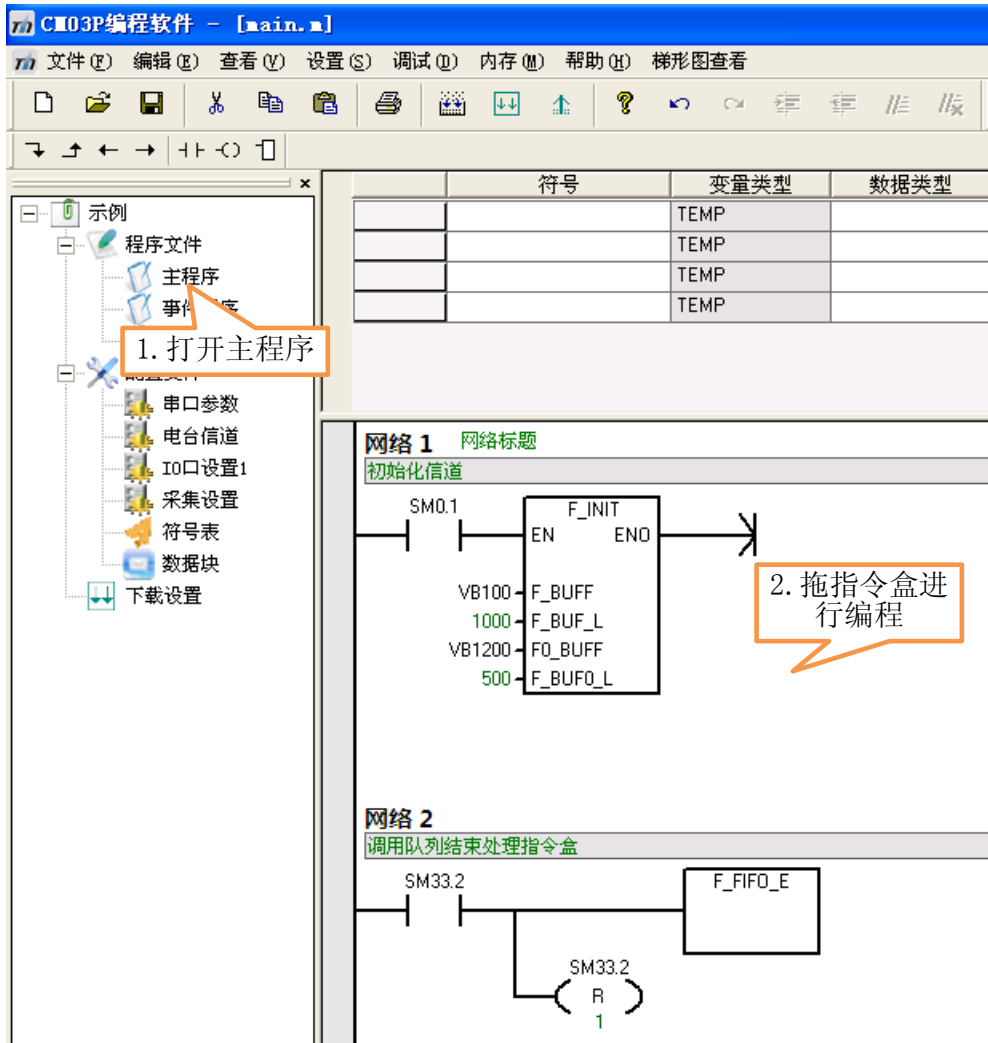 CM03P编程软件 - [main.m]
文件(F) 编辑(E) 查看(V) 设置(S) 调试(D) 内存(M) 帮助(H) 梯形图查看
符号 变量类型 数据类型
TEMP
TEMP
TEMP
TEMP
示例
程序文件
主程序
1.打开主程序
串口参数
电台信道
IO口设置1
采集设置
符号表
数据块
下载设置
网络 1 网络标题
初始化信道
SM0.1
F_INIT
EN ENO
VB100 F_BUFF
1000 F_BUF_L
VB1200 FO_BUFF
500 F_BUFO_L
2.拖指令盒进
行编程
网络 2
调用队列结束处理指令盒
SM33.2
F_FIFO_E
SM33.2
R
1